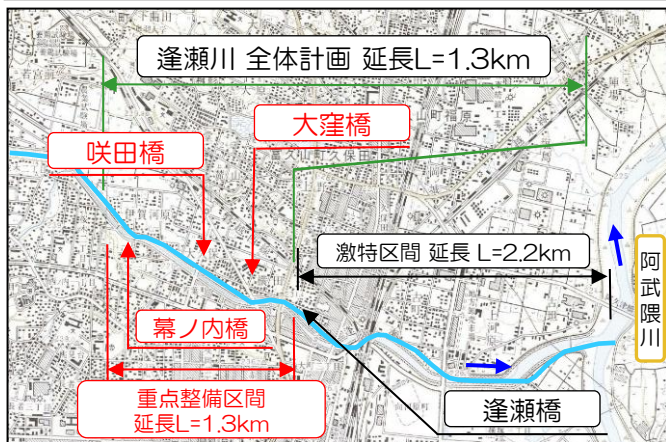 逢瀬川 全体計画 延長L=1.3km
大窪橋
咲田橋
激特区間 延長 L=2.2km
阿武隈川
幕ノ内橋
重点整備区間
延長L=1.3km
逢瀬橋